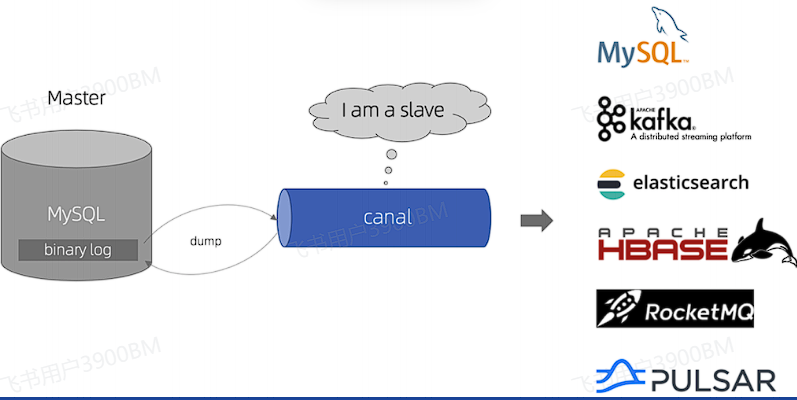 Master
MySQL
binary log
dump
I am a slave
canal
MySQL
APACHE
kafka
A distributed streaming platform
elasticsearch
APACHE
HBASE
RocketMQ
PULSAR
飞书用户3900BM
飞书用户3900BM
飞书用户3900BM
飞书用户3900BM
飞书用户3900BM